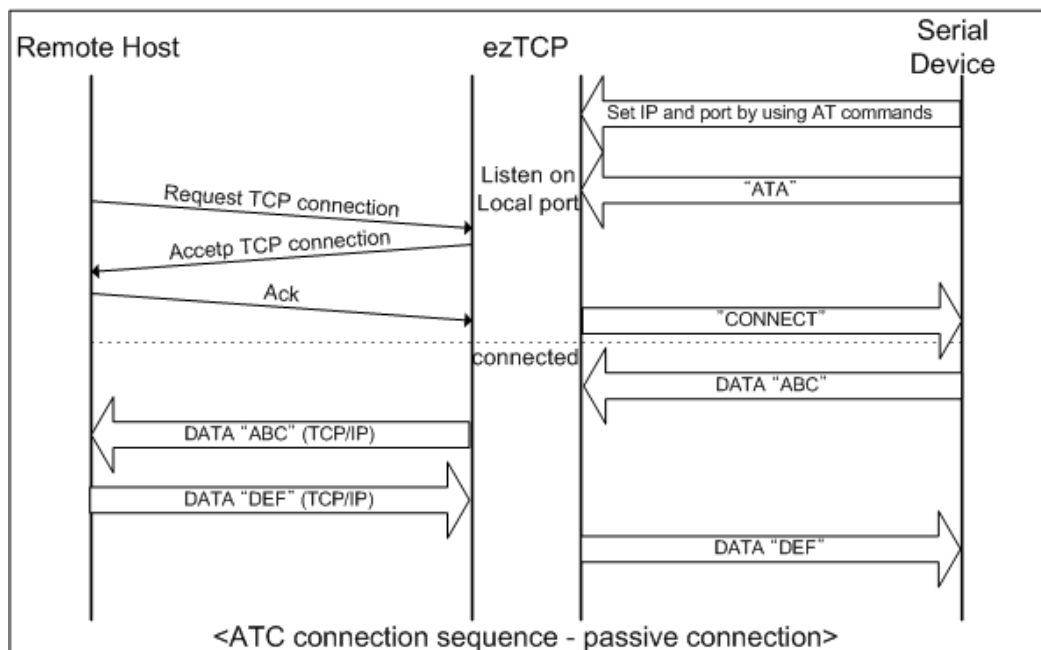 Remote Host
ezTCP
Serial
Device
Set IP and port by using AT commands
Listen on
Local port
"ATA"
Request TCP connection
Accetp TCP connection
Ack
"CONNECT"
connected
DATA "ABC"
DATA "ABC" (TCP/IP)
DATA "DEF" (TCP/IP)
DATA "DEF"
<ATC connection sequence - passive connection>